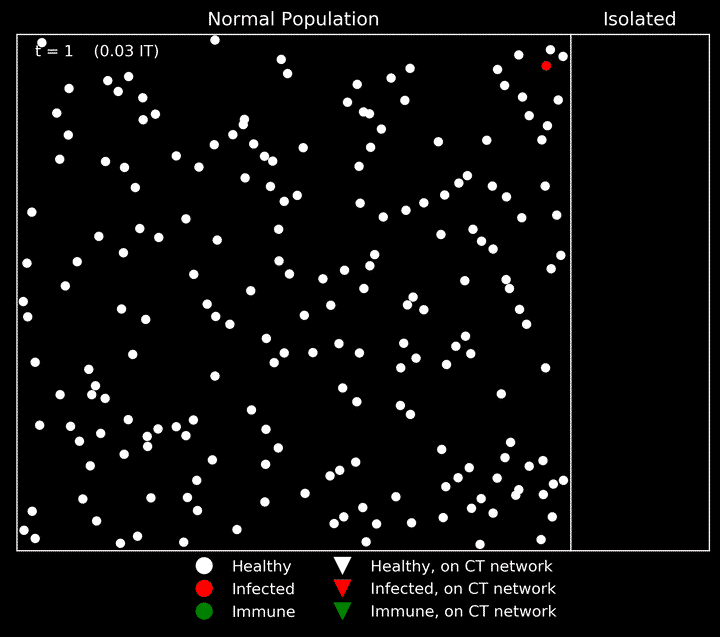 Normal Population Isolated
t = 1 (0.03 IT)
Healthy Healthy, on CT network
Infected Infected, on CT network
Immune Immune, on CT network